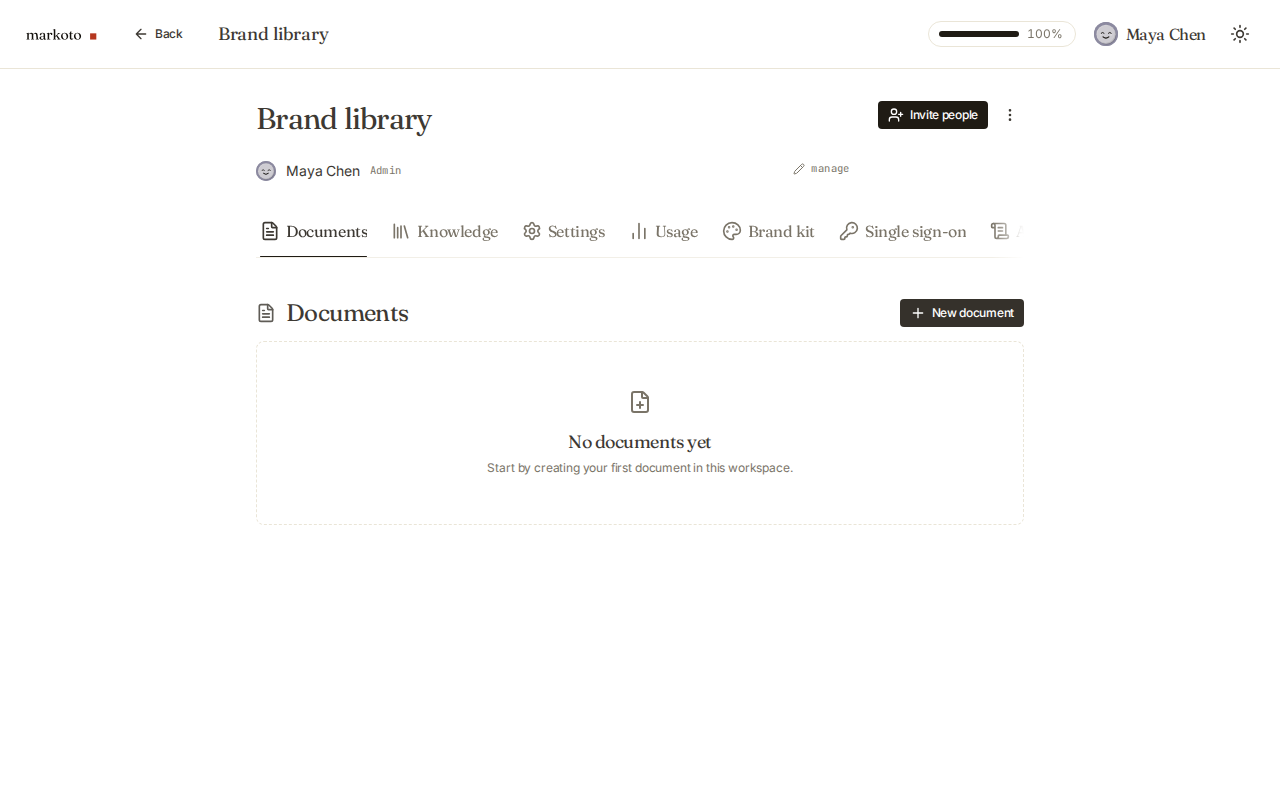 markoto
Back
Brand library
100%
Maya Chen
Brand library
Invite people
Maya Chen Admin
manage
Documents Knowledge Settings Usage Brand kit Single sign-on
Documents
New document
No documents yet
Start by creating your first document in this workspace.